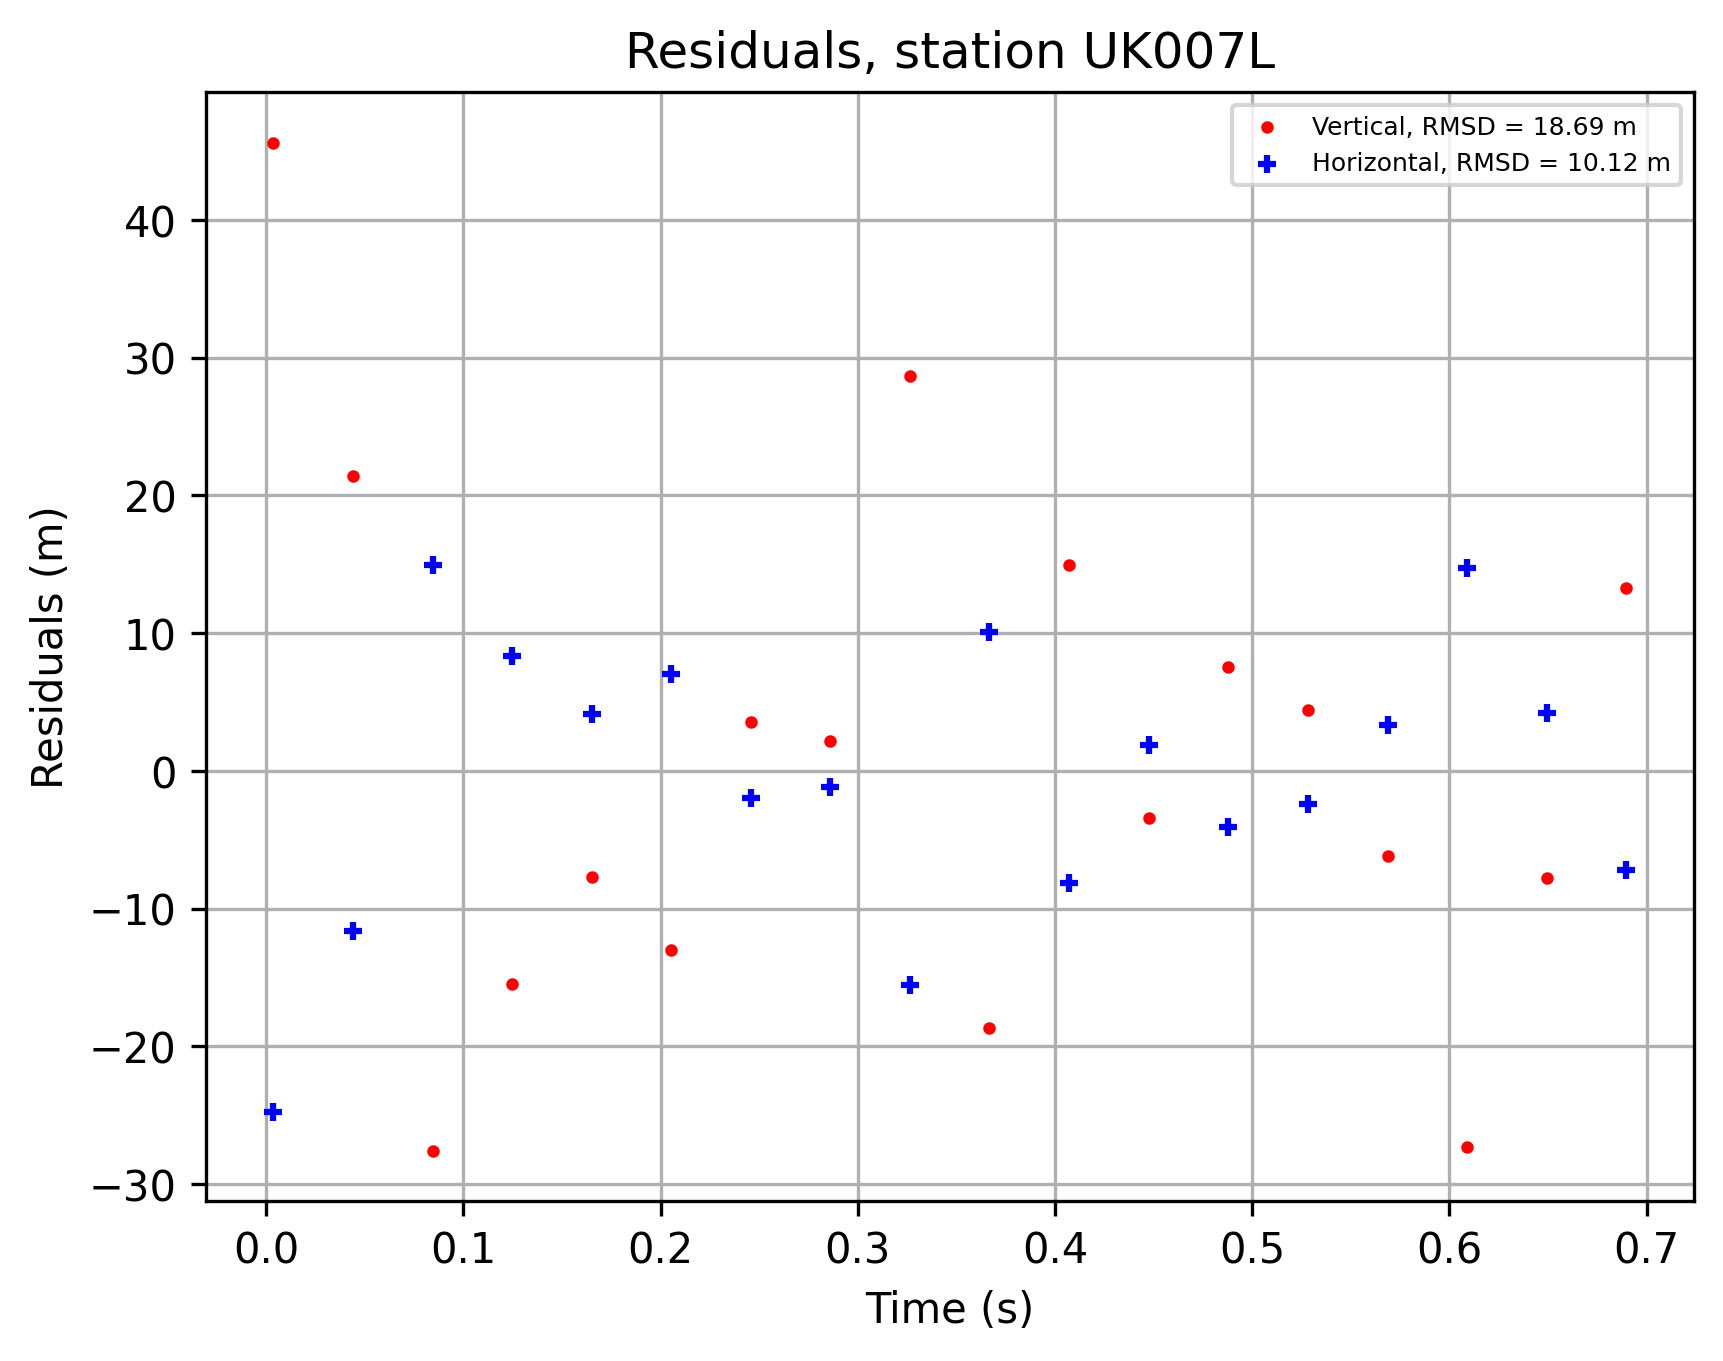 Residuals, station UK007L
Vertical, RMSD = 18.69 m
Horizontal, RMSD = 10.12 m
40
30
20
10
0
−10
−20
−30
Residuals (m)
0.0 0.1 0.2 0.3 0.4 0.5 0.6 0.7
Time (s)